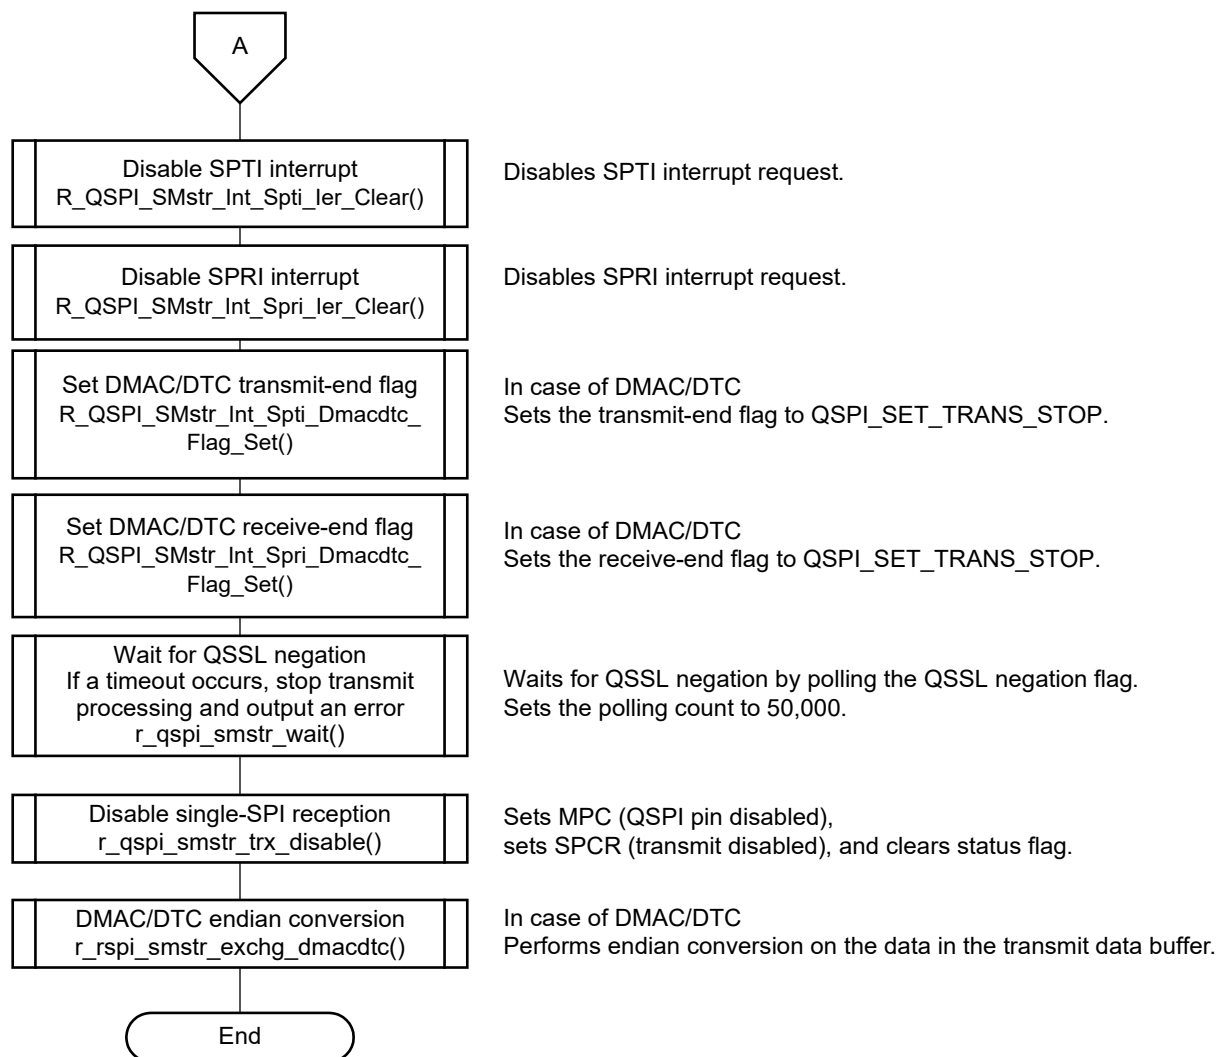 A
Disable SPTI interrupt
R_QSPI_SMstr_Int_Spti_Ier_Clear()
Disables SPTI interrupt request.
Disable SPRI interrupt
R_QSPI_SMstr_Int_Spri_Ier_Clear()
Disables SPRI interrupt request.
Set DMAC/DTC transmit-end flag
R_QSPI_SMstr_Int_Spti_Dmacdtc_
Flag_Set()
In case of DMAC/DTC
Sets the transmit-end flag to QSPI_SET_TRANS_STOP.
Set DMAC/DTC receive-end flag
R_QSPI_SMstr_Int_Spri_Dmacdtc_
Flag_Set()
In case of DMAC/DTC
Sets the receive-end flag to QSPI_SET_TRANS_STOP.
Wait for QSSL negation
If a timeout occurs, stop transmit
processing and output an error
r_qspi_smstr_wait()
Waits for QSSL negation by polling the QSSL negation flag.
Sets the polling count to 50,000.
Disable single-SPI reception
r_qspi_smstr_trx_disable()
Sets MPC (QSPI pin disabled),
sets SPCR (transmit disabled), and clears status flag.
DMAC/DTC endian conversion
r_rspi_smstr_exchg_dmacdtc()
In case of DMAC/DTC
Performs endian conversion on the data in the transmit data buffer.
End